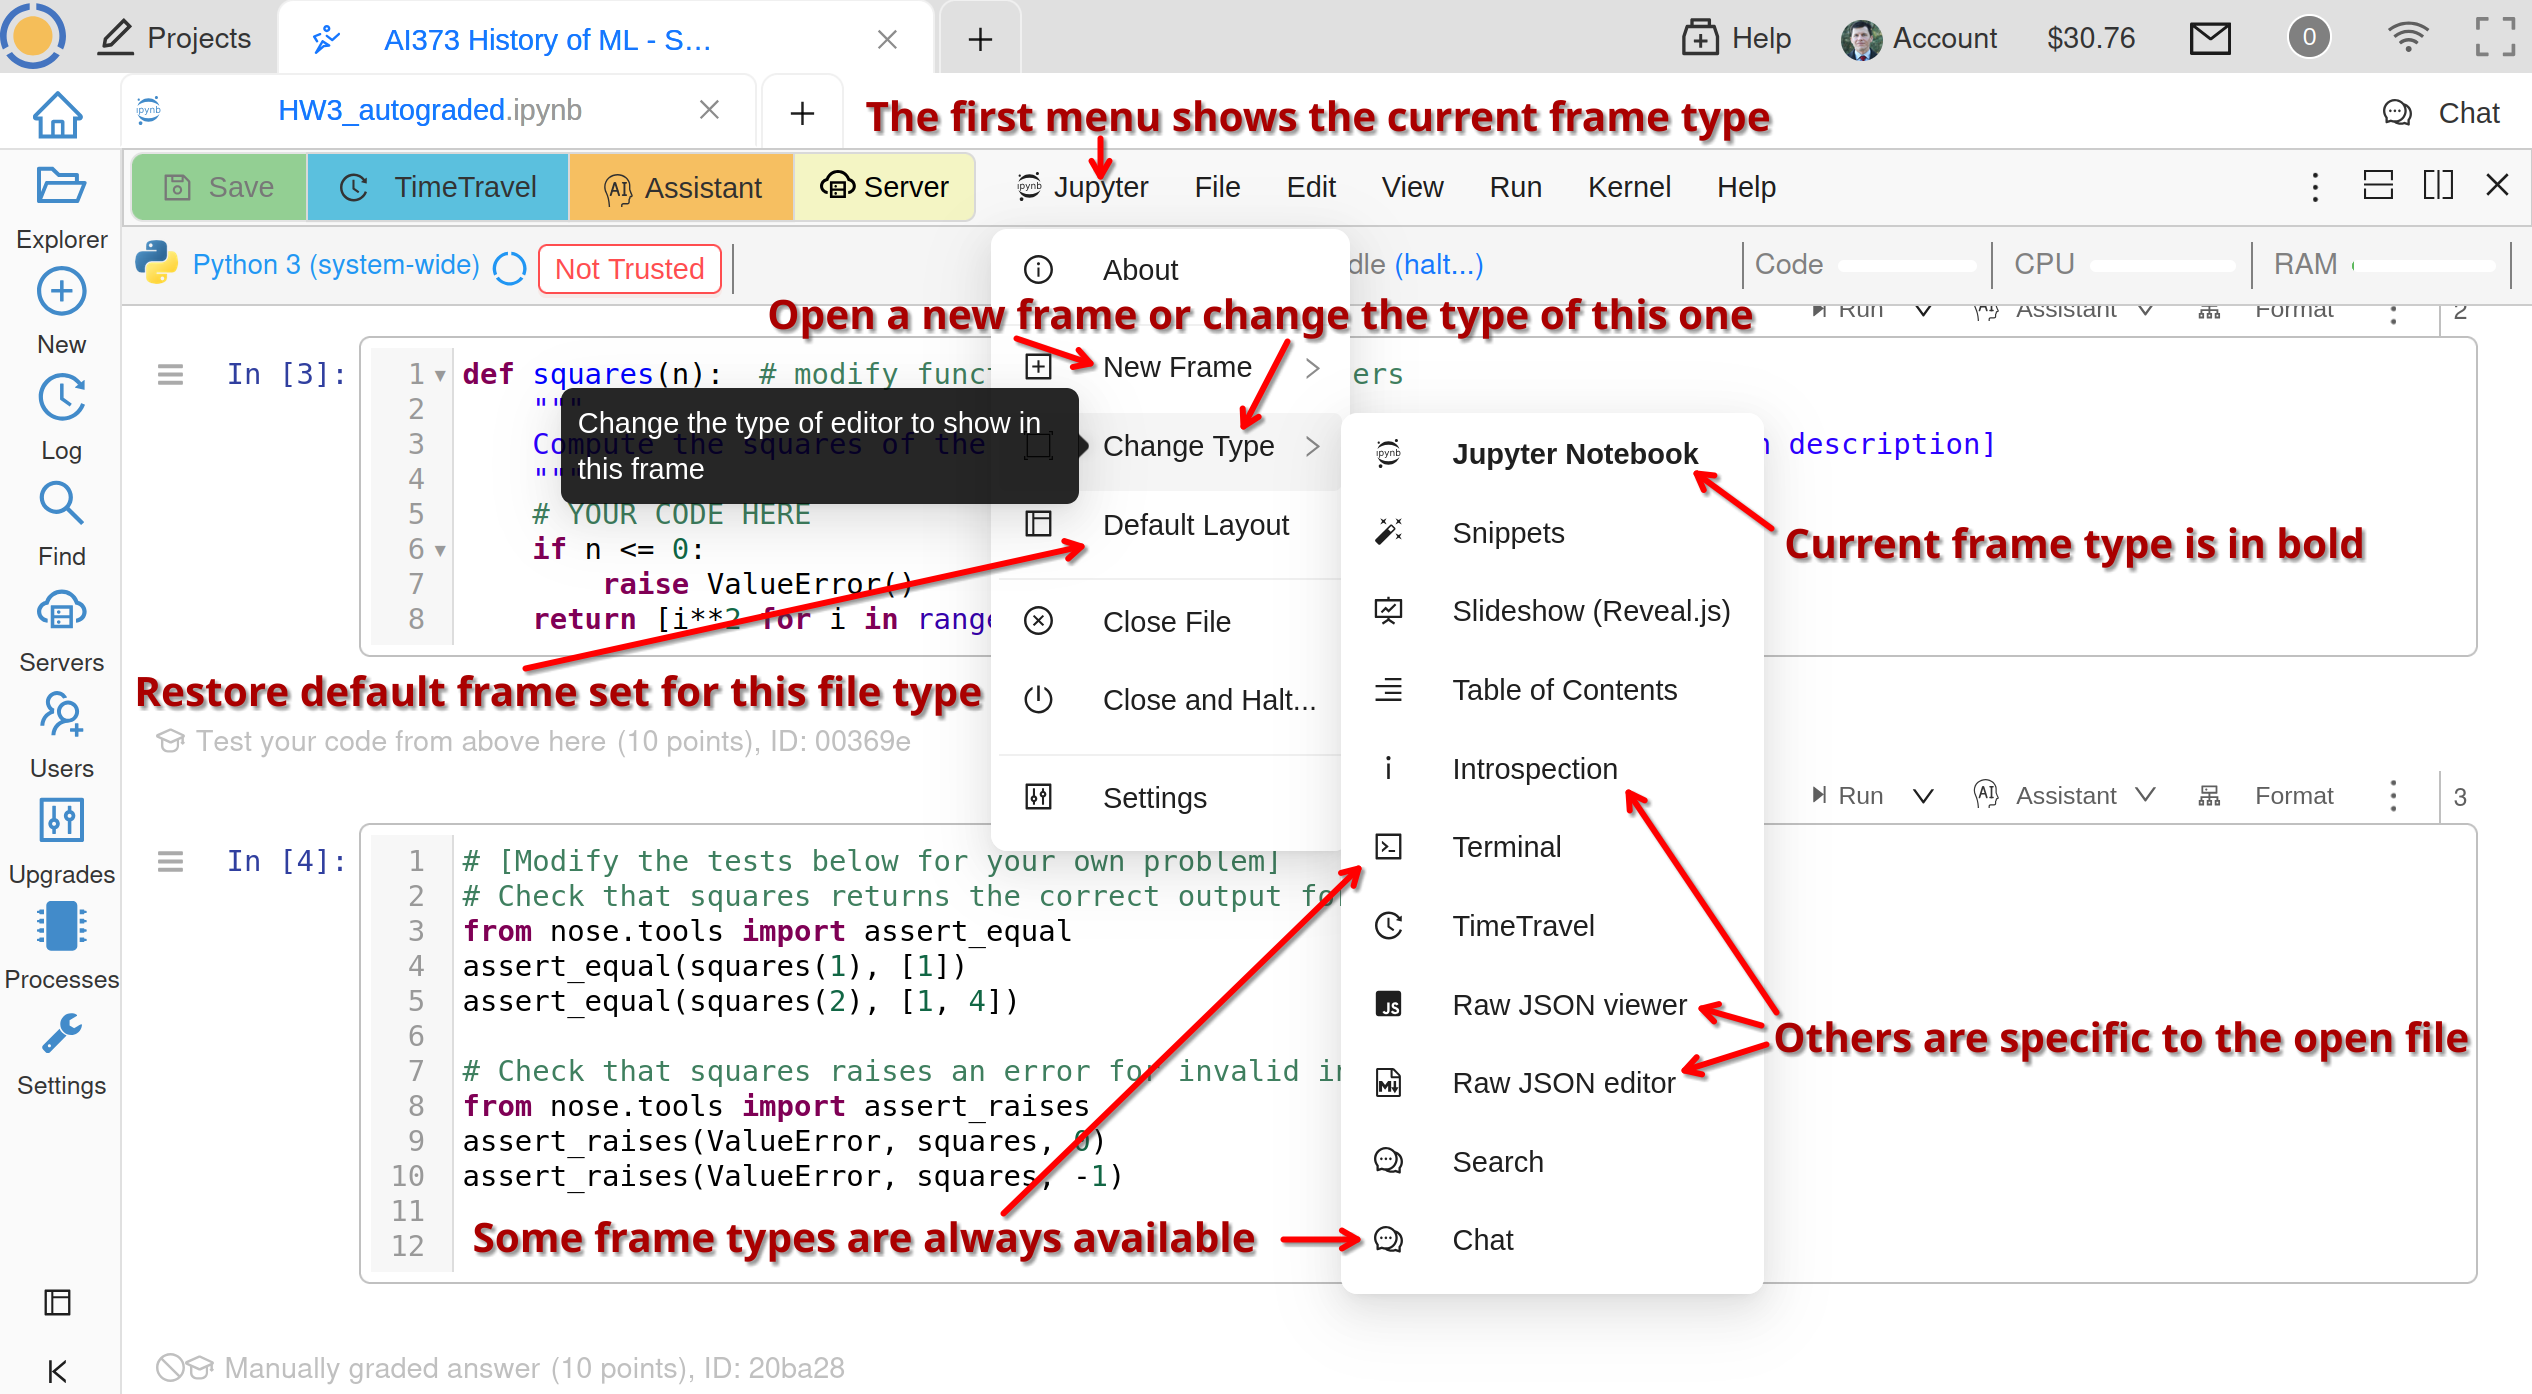 Projects
AI373 History of ML - S...
Help
Account
$30.76
0
HW3_autograded.ipynb
The first menu shows the current frame type
Chat
Save
TimeTravel
Assistant
Server
Jupyter
File
Edit
View
Run
Kernel
Help
Python 3 (system-wide)
Not Trusted
dle (halt...)
Code
CPU
RAM
Explorer
New
Log
Find
Servers
Users
Upgrades
Processes
Settings
About
Open a new frame or change the type of this one
New Frame
Change Type
Default Layout
Close File
Close and Halt...
Settings
Change the type of editor to show in
this frame
Run
Assistant
Format
2
In [3]:
1 def squares(n):  # modify func ers
2 """
3 Compute the squares of the n description]
4 """
5 # YOUR CODE HERE
6 if n <= 0:
7 raise ValueError()
8 return [i**2 for i in range
Restore default frame set for this file type
Test your code from above here (10 points), ID: 00369e
Jupyter Notebook
Snippets
Slideshow (Reveal.js)
Table of Contents
Introspection
Terminal
TimeTravel
Raw JSON viewer
Raw JSON editor
Search
Chat
Current frame type is in bold
Run
Assistant
Format
3
In [4]:
1 # [Modify the tests below for your own problem]
2 # Check that squares returns the correct output fo
3 from nose.tools import assert_equal
4 assert_equal(squares(1), [1])
5 assert_equal(squares(2), [1, 4])
6
7 # Check that squares raises an error for invalid i
8 from nose.tools import assert_raises
9 assert_raises(ValueError, squares, 0)
10 assert_raises(ValueError, squares, -1)
11
12
Others are specific to the open file
Some frame types are always available
Manually graded answer (10 points), ID: 20ba28